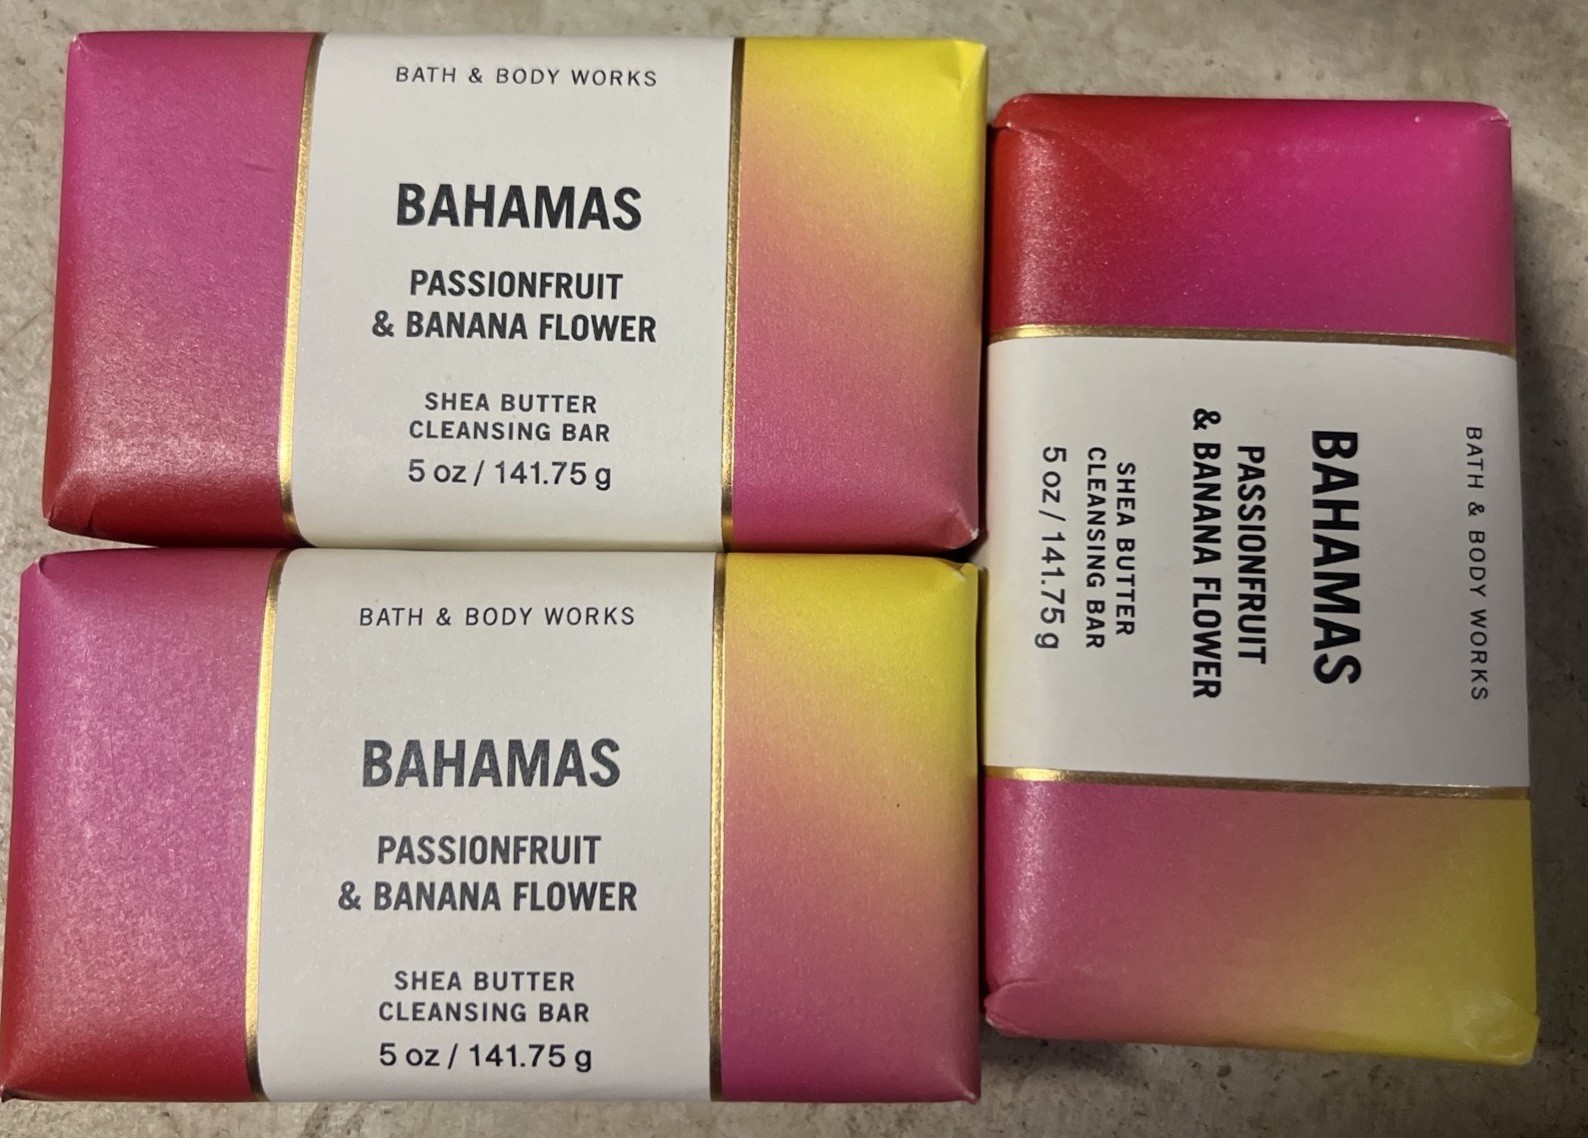 BATH & BODY WORKS
BAHAMAS
PASSIONFRUIT
& BANANA FLOWER
SHEA BUTTER
CLEANSING BAR
5 oz / 141.75 g
BATH & BODY WORKS
BAHAMAS
PASSIONFRUIT
& BANANA FLOWER
SHEA BUTTER
CLEANSING BAR
5 oz / 141.75 g
BATH & BODY WORKS
BAHAMAS
PASSIONFRUIT
& BANANA FLOWER
SHEA BUTTER
CLEANSING BAR
5 oz / 141.75 g